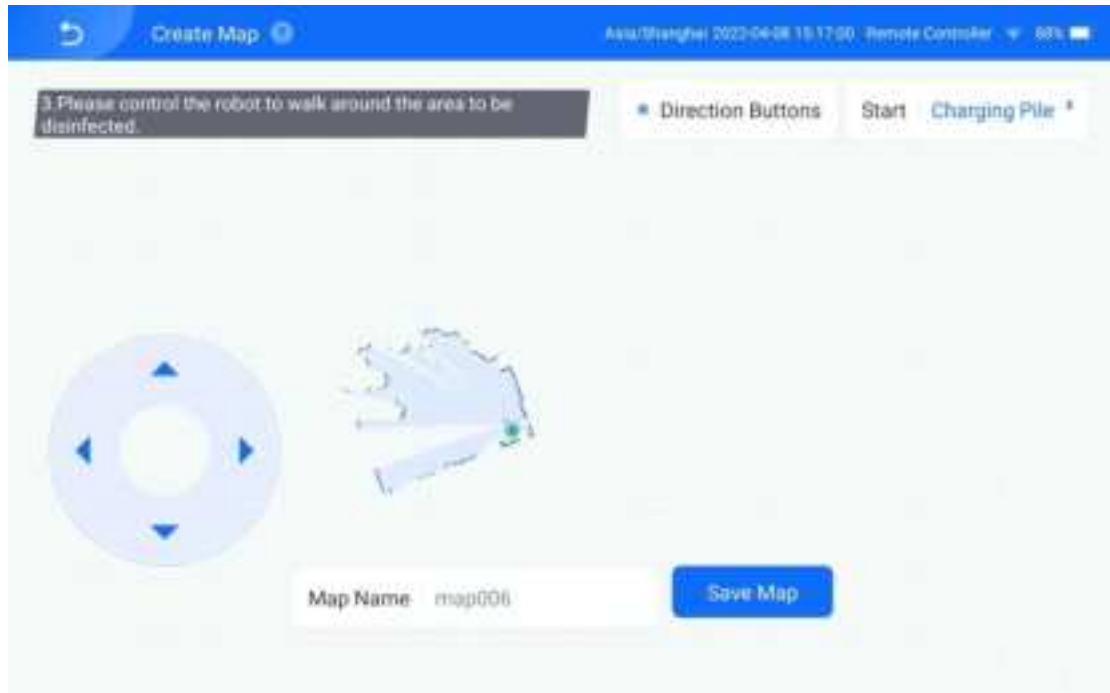 Create Map
Asia/Shanghai 2022-04-08 15:17:00 Remote Controller 88%
3.Please control the robot to walk around the area to be
disinfected.
Direction Buttons
Start Charging Pile
Map Name map006
Save Map